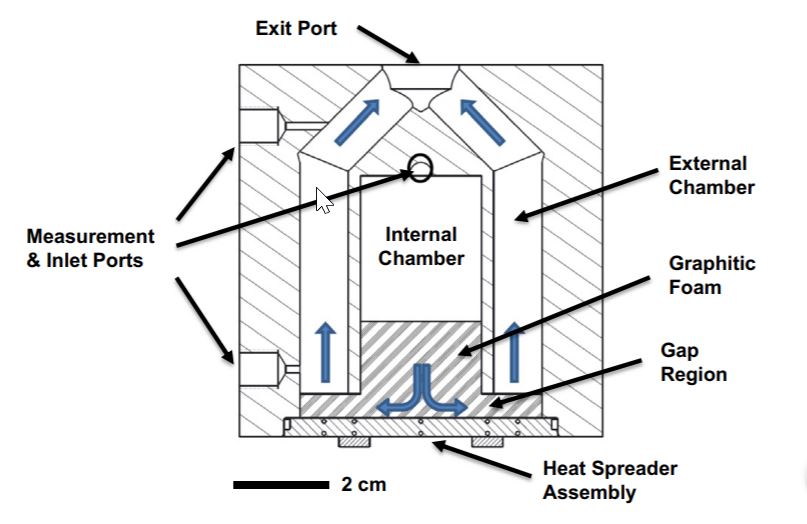 Exit Port
External
Chamber
Measurement
& Inlet Ports
Internal
Chamber
Graphitic
Foam
Gap
Region
Heat Spreader
Assembly
2 cm